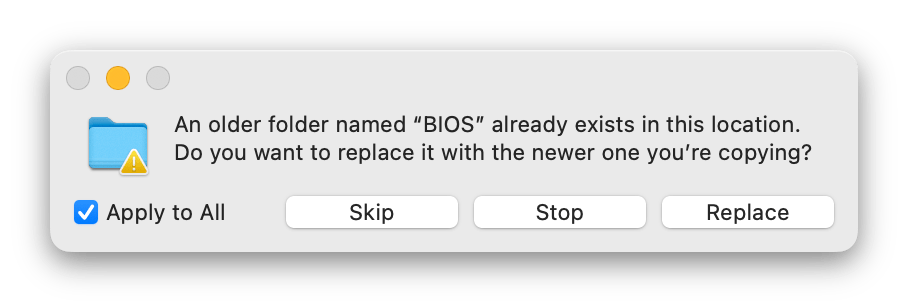 An older folder named “BIOS” already exists in this location.
Do you want to replace it with the newer one you’re copying?
Apply to All
Skip
Stop
Replace